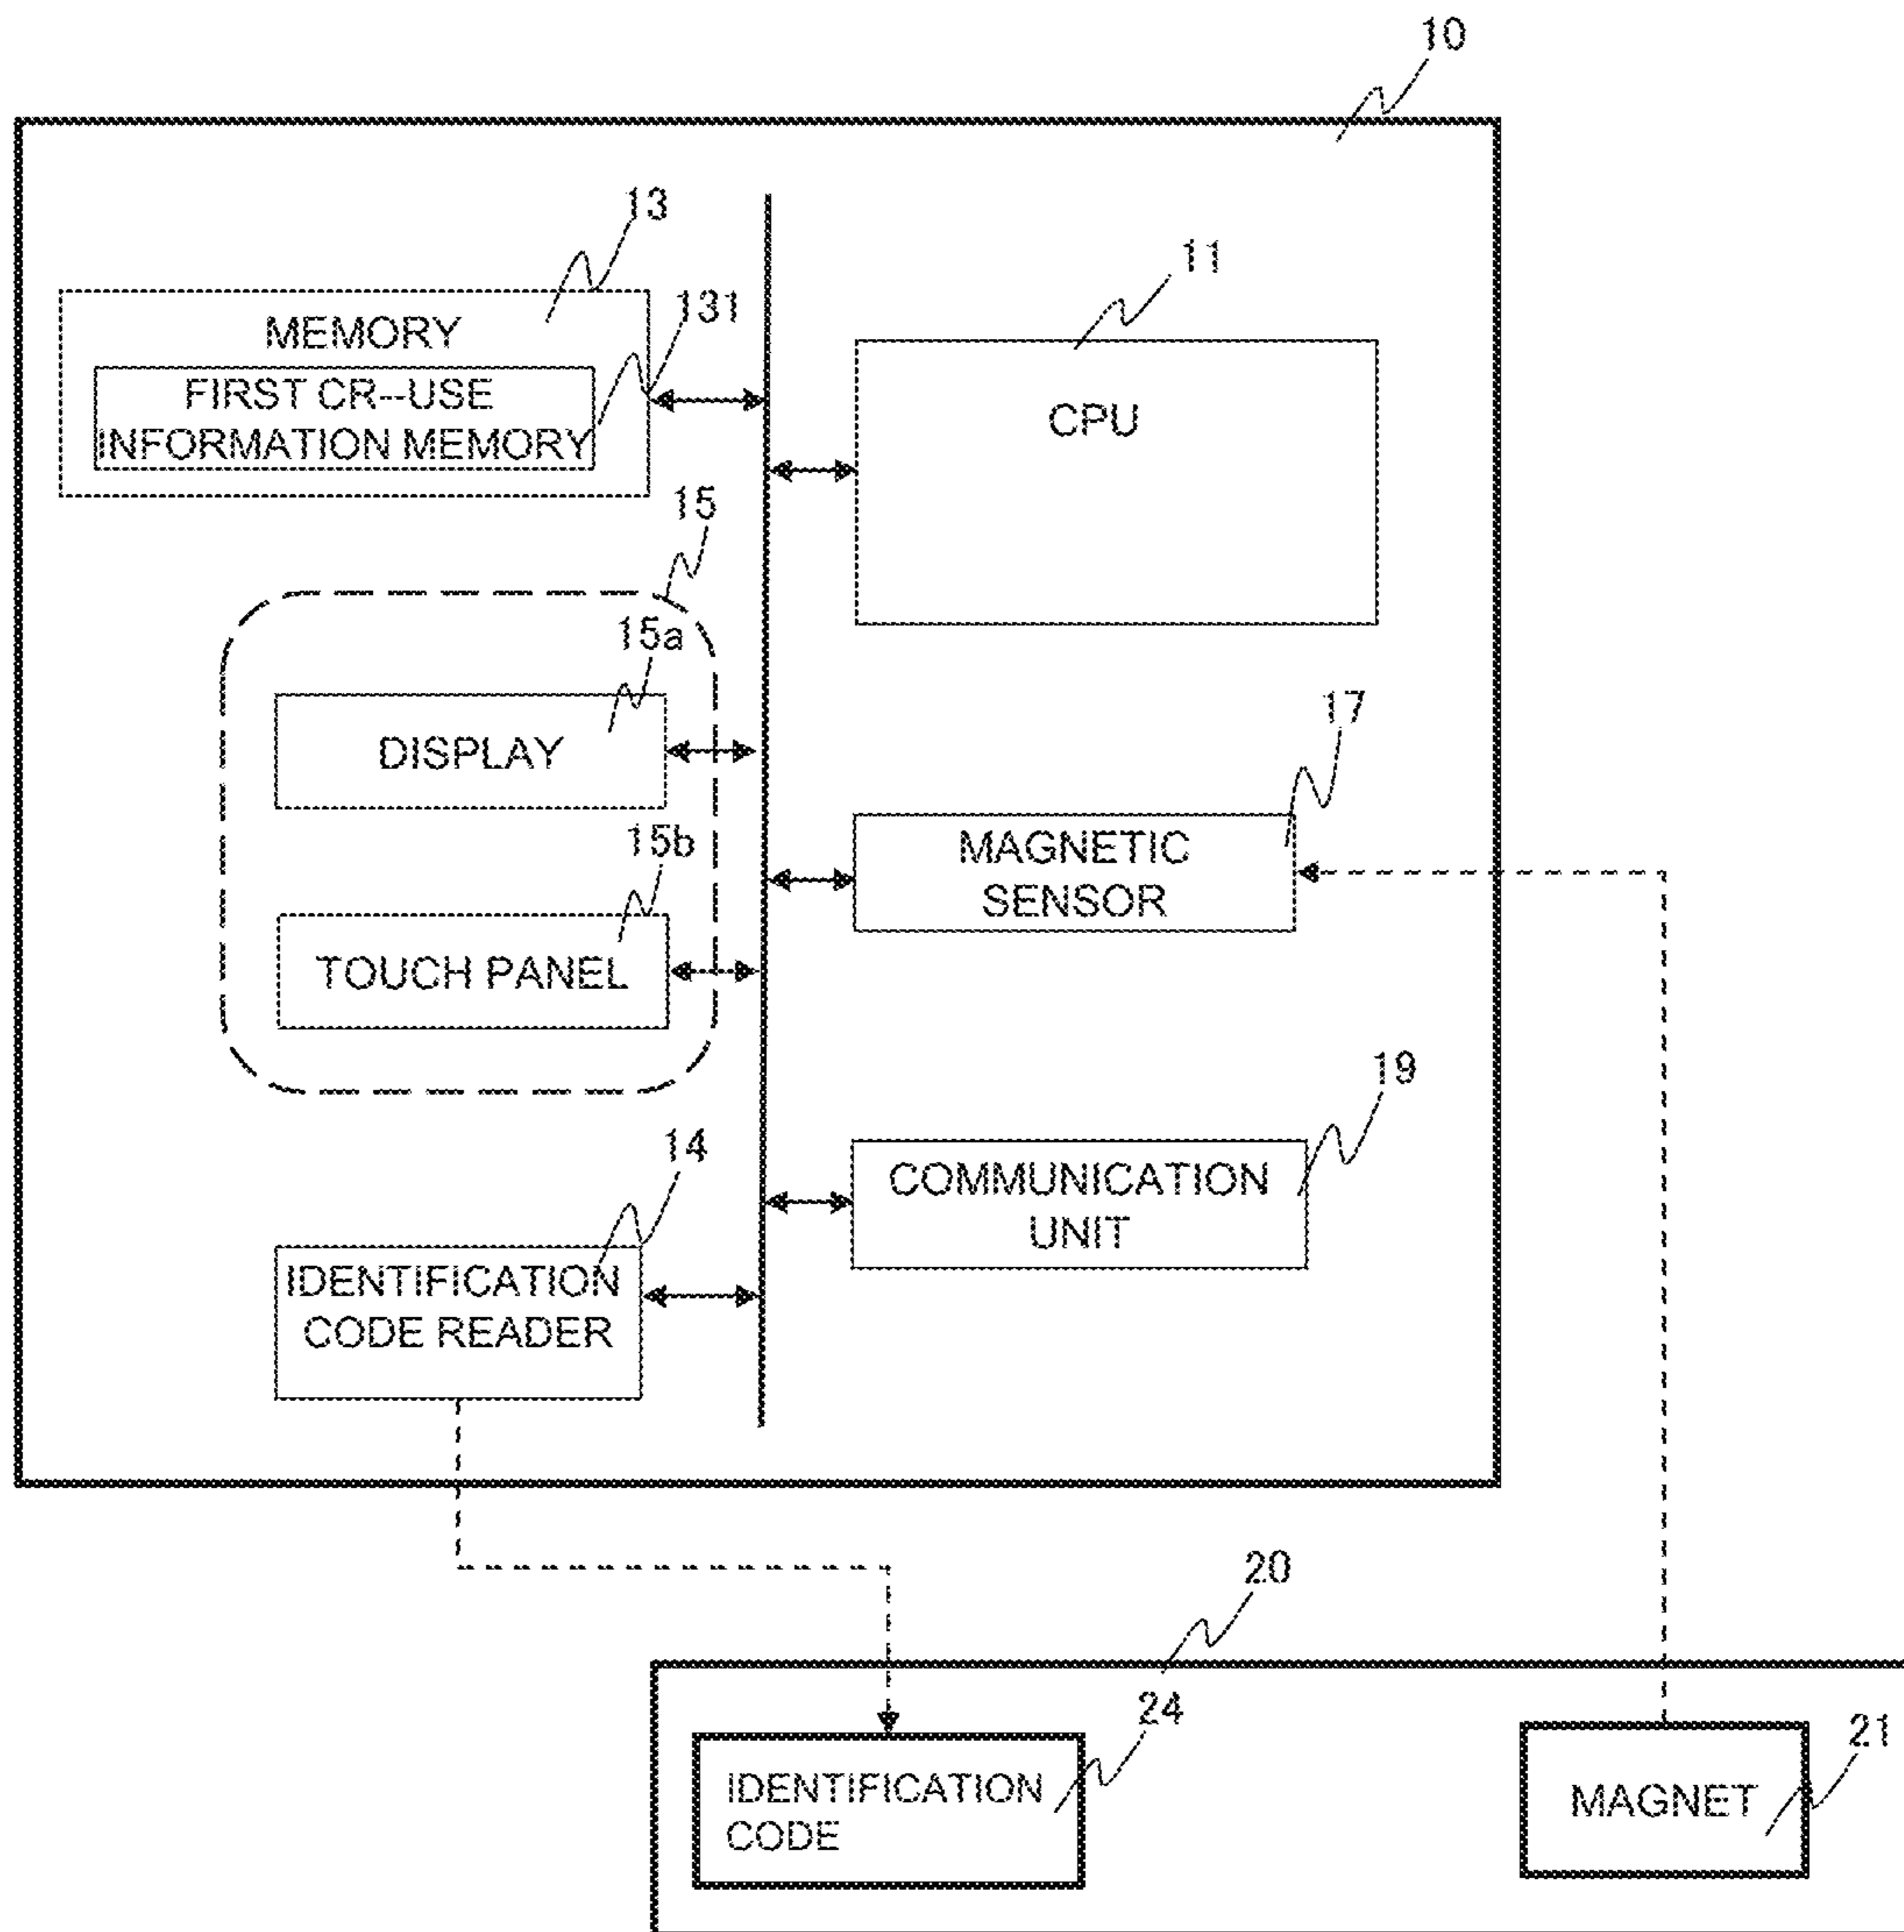 10
13
131
MEMORY
FIRST CR--USE
INFORMATION MEMORY
11
CPU
15
15a
DISPLAY
15b
TOUCH PANEL
17
MAGNETIC
SENSOR
19
COMMUNICATION
UNIT
14
IDENTIFICATION
CODE READER
20
24
IDENTIFICATION
CODE
21
MAGNET